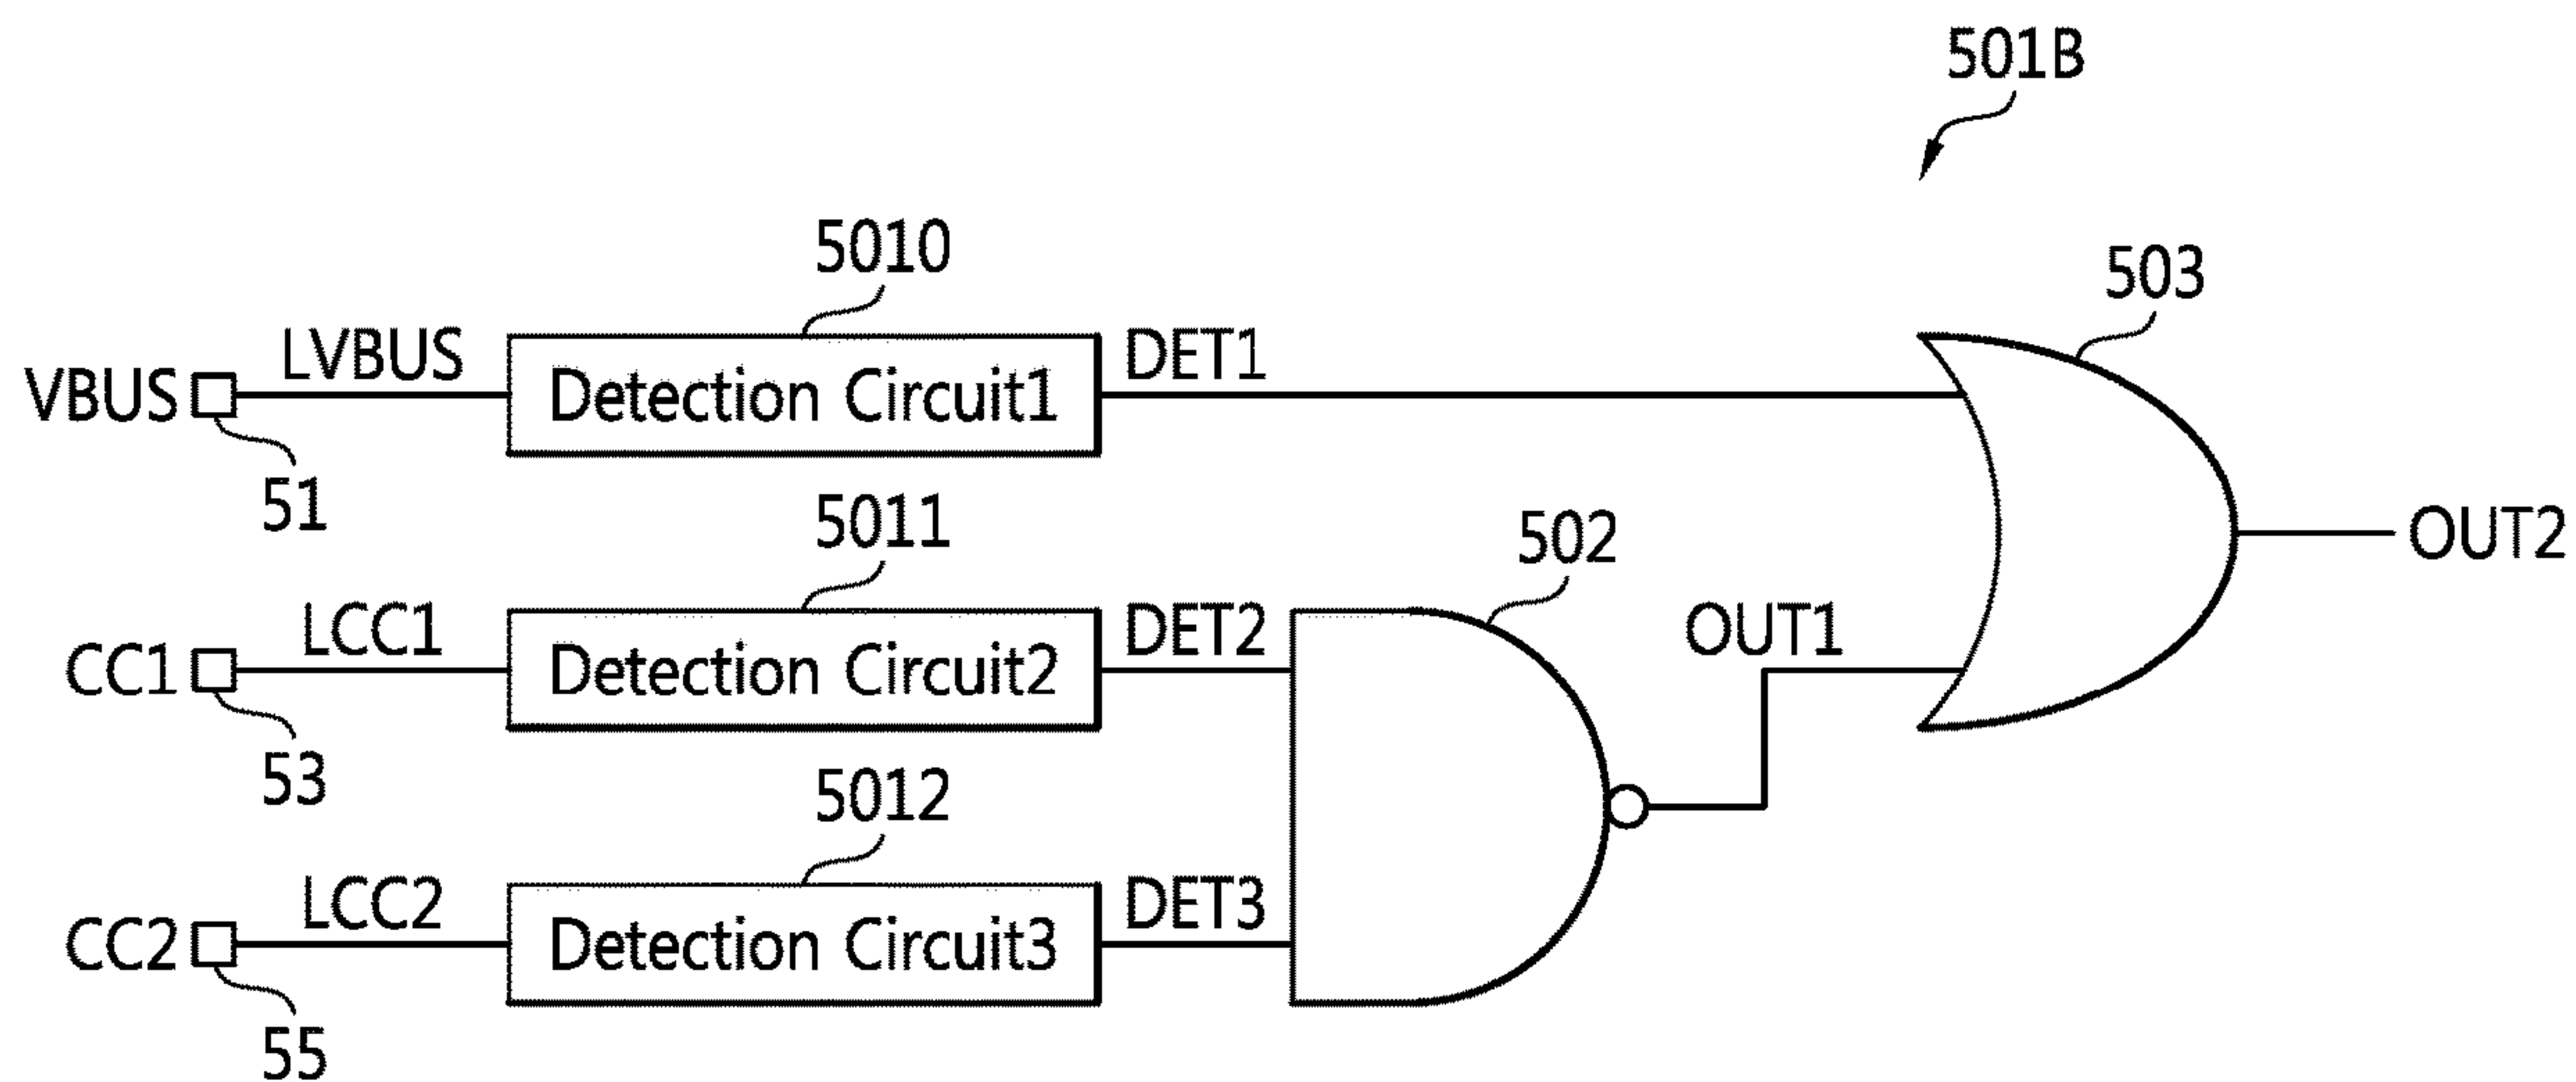 501B
5010
503
VBUS
LVBUS
Detection Circuit1
DET1
51
5011
502
OUT2
CC1
LCC1
Detection Circuit2
DET2
OUT1
53
5012
CC2
LCC2
Detection Circuit3
DET3
55